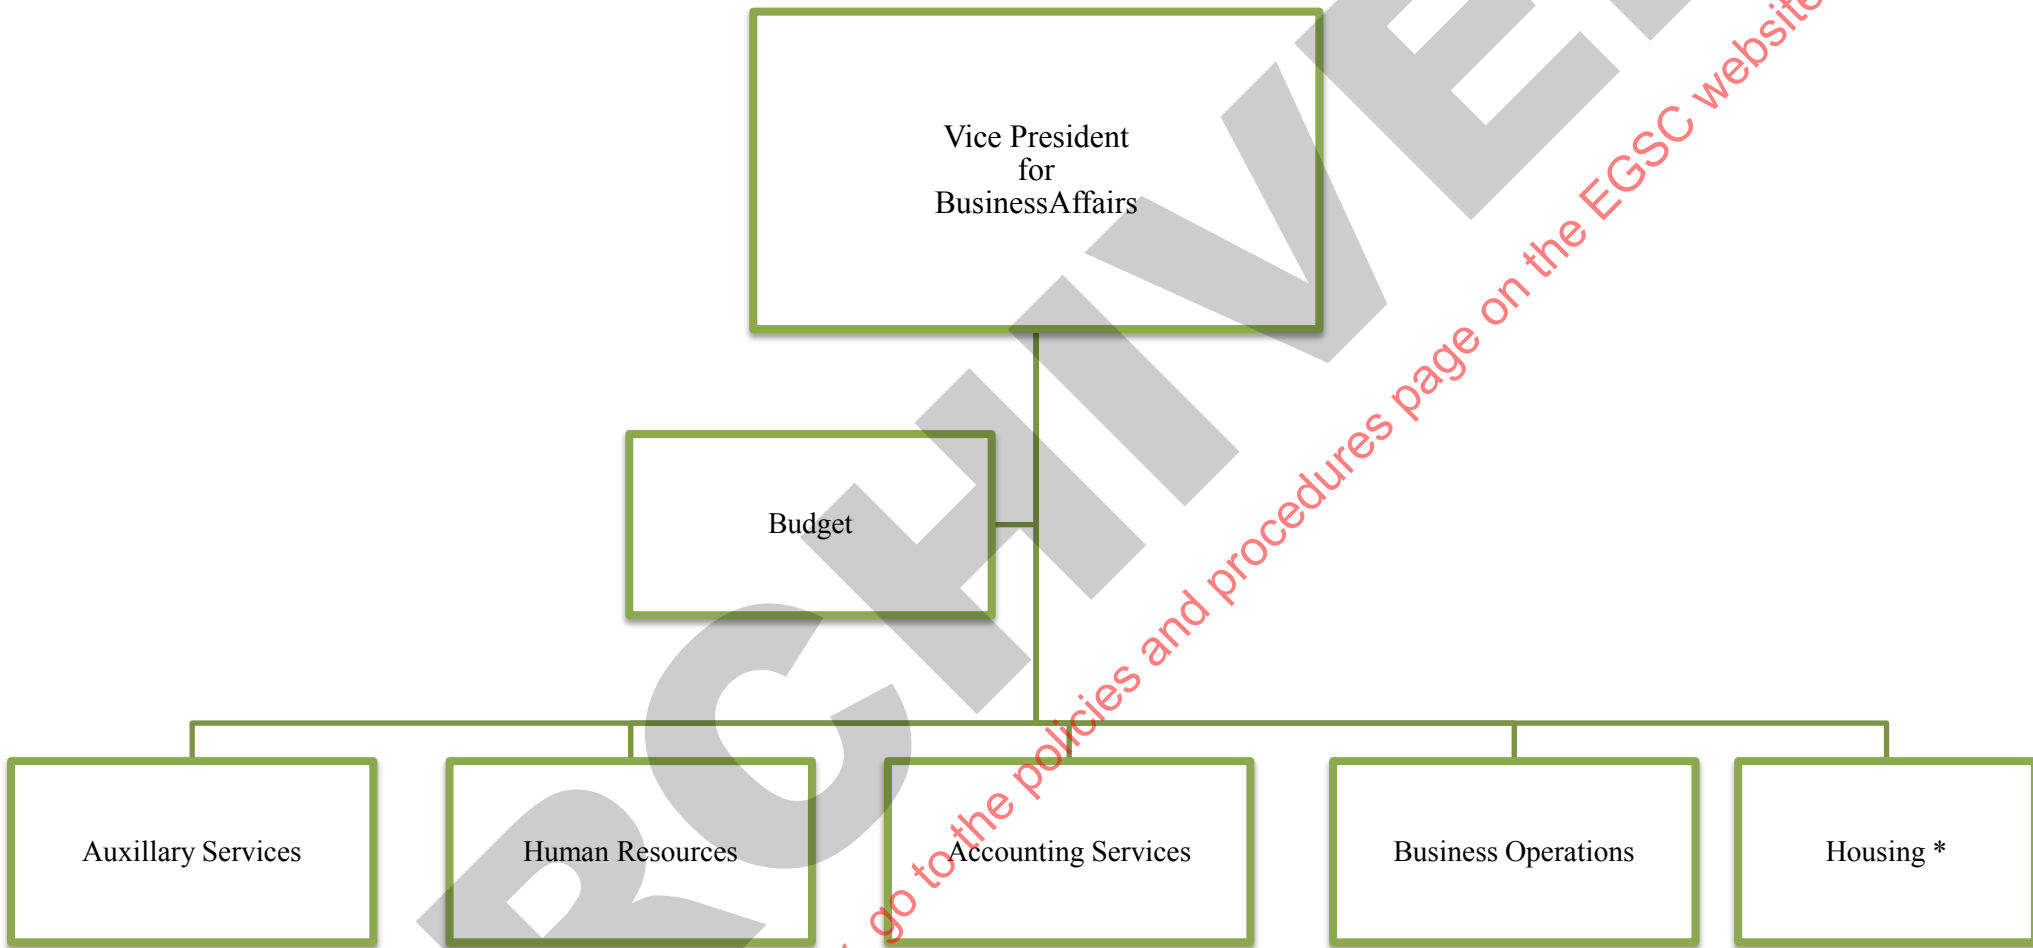 Vice President
for
BusinessAffairs
Budget
Auxillary Services
Human Resources
Accounting Services
Business Operations
Housing *
go to the policies and procedures page on the EGSC website
RCHIVE